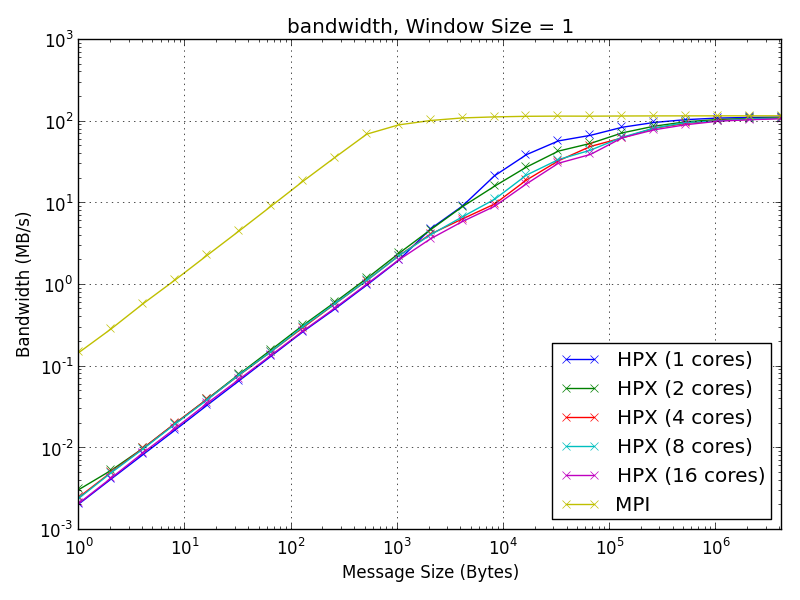 bandwidth, Window Size = 1
Bandwidth (MB/s)
10^3
10^2
10^1
10^0
10^-1
10^-2
10^-3
HPX (1 cores)
HPX (2 cores)
HPX (4 cores)
HPX (8 cores)
HPX (16 cores)
MPI
10^0 10^1 10^2 10^3 10^4 10^5 10^6
Message Size (Bytes)